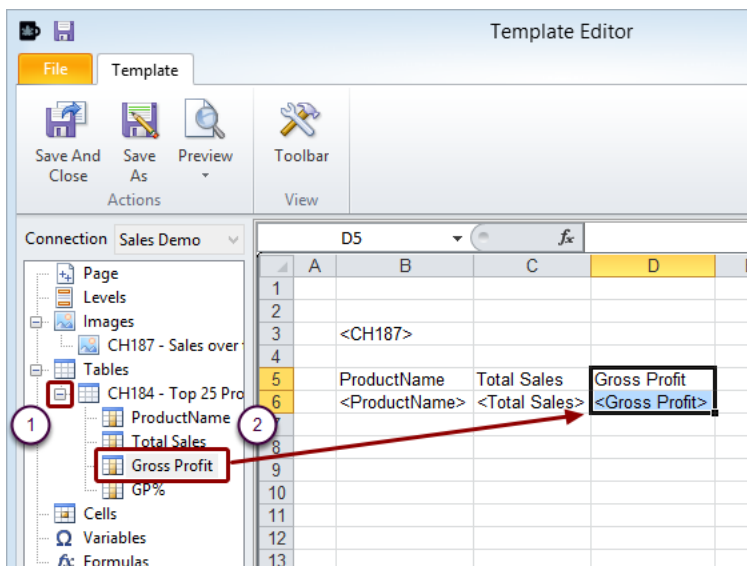 Template Editor
File Template
Save And Close
Save As
Preview
Toolbar
Actions
View
Connection Sales Demo
D5
fx
Page
Levels
Images
CH187 - Sales over
Tables
CH184 - Top 25 Pro
ProductName
Total Sales
Gross Profit
GP%
Cells
Variables
Formulas
1
2
A B C D
1
2
3 <CH187>
4
5 ProductName Total Sales Gross Profit
6 <ProductName> <Total Sales> <Gross Profit>
8
9
10
11
12
13